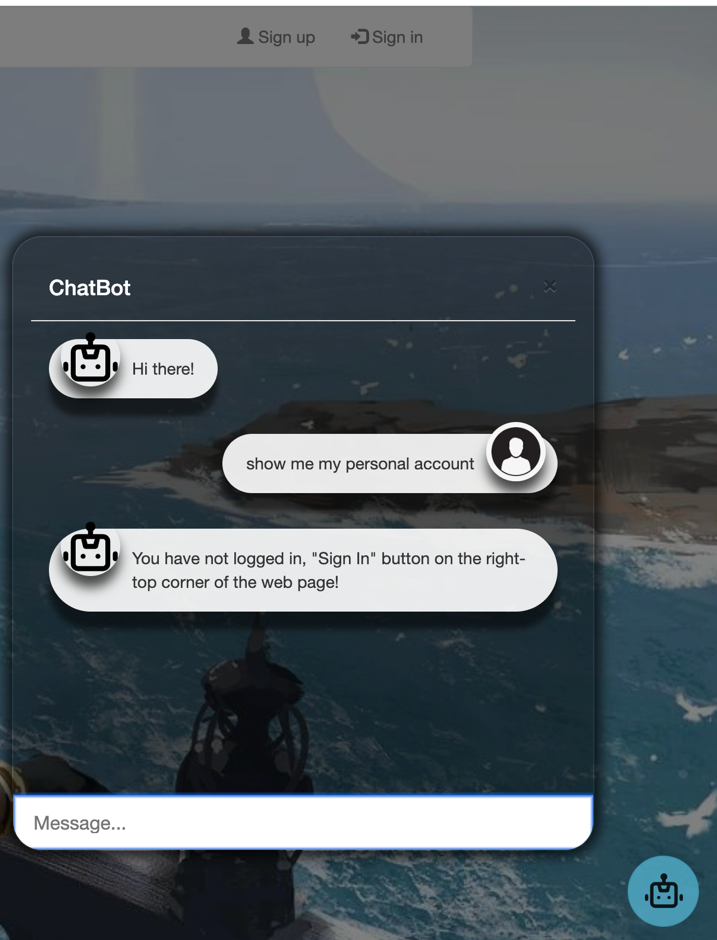 Sign up Sign in
ChatBot
Hi there!
show me my personal account
You have not logged in, "Sign In" button on the right-
top corner of the web page!
Message...